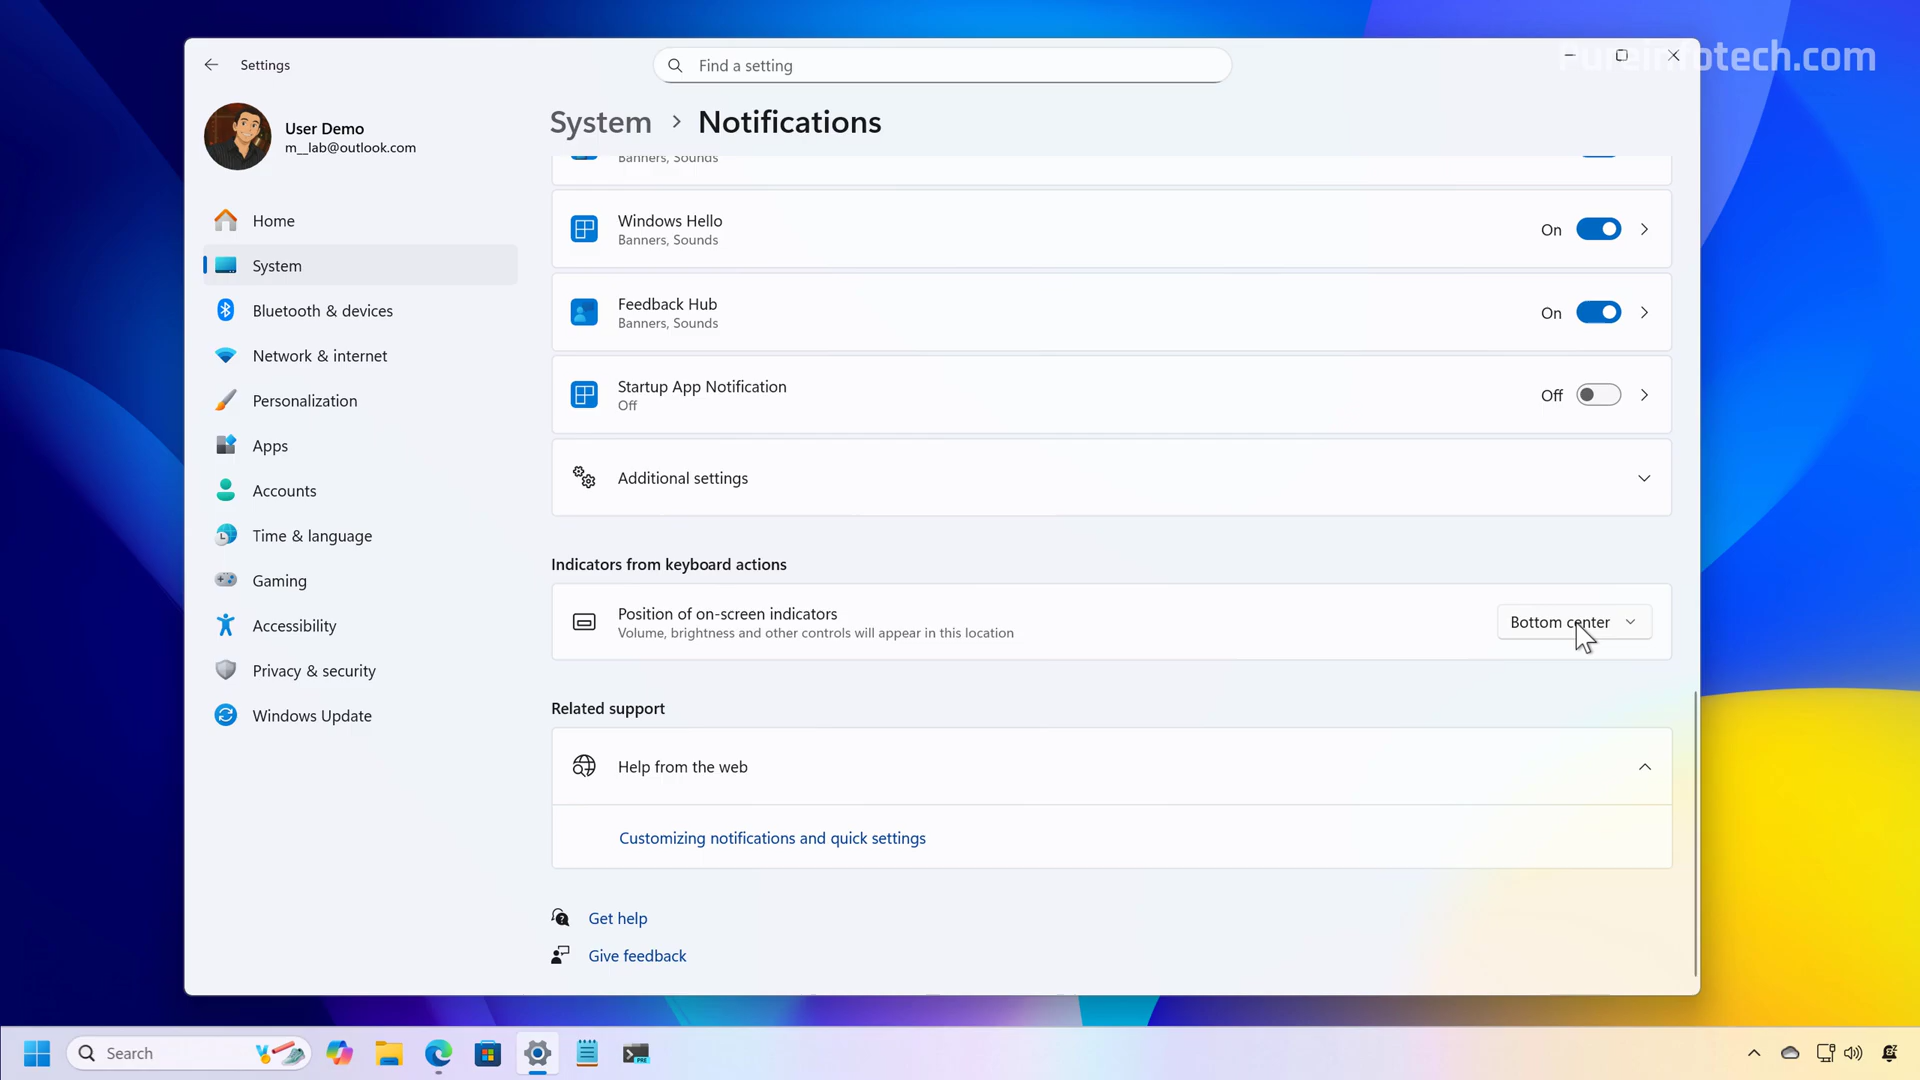 Pureinfotech.com
Settings
Find a setting
User Demo
m__lab@outlook.com
Home
System
Bluetooth & devices
Network & internet
Personalization
Apps
Accounts
Time & language
Gaming
Accessibility
Privacy & security
Windows Update
System > Notifications
Banners, Sounds
Windows Hello
Banners, Sounds
On
Feedback Hub
Banners, Sounds
On
Startup App Notification
Off
Off
Additional settings
Indicators from keyboard actions
Position of on-screen indicators
Volume, brightness and other controls will appear in this location
Bottom center
Related support
Help from the web
Customizing notifications and quick settings
Get help
Give feedback
Search
PRE